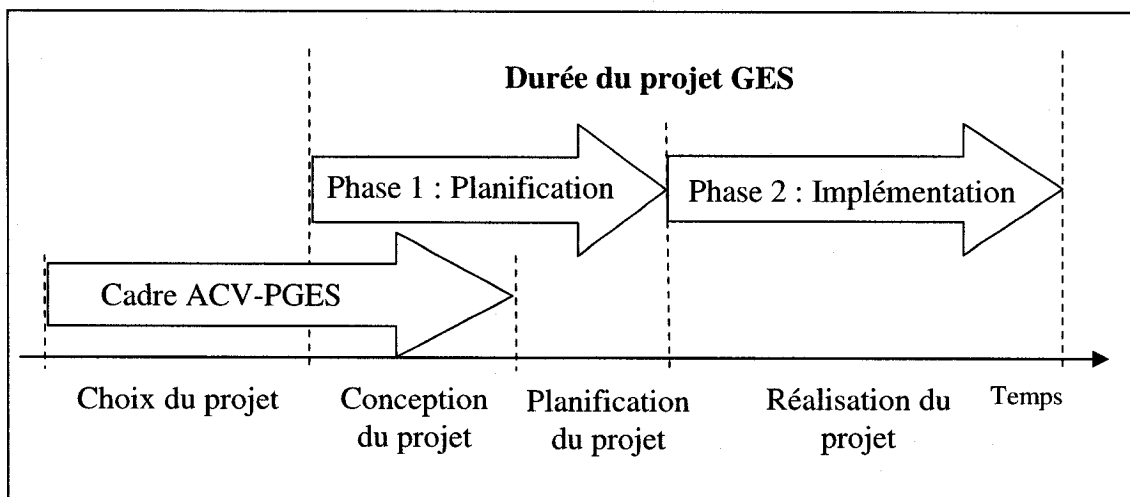 Durée du projet GES
Phase 1 : Planification
Phase 2 : Implémentation
Cadre ACV-PGES
Choix du projet
Conception
du projet
Planification
du projet
Réalisation du
projet
Temps